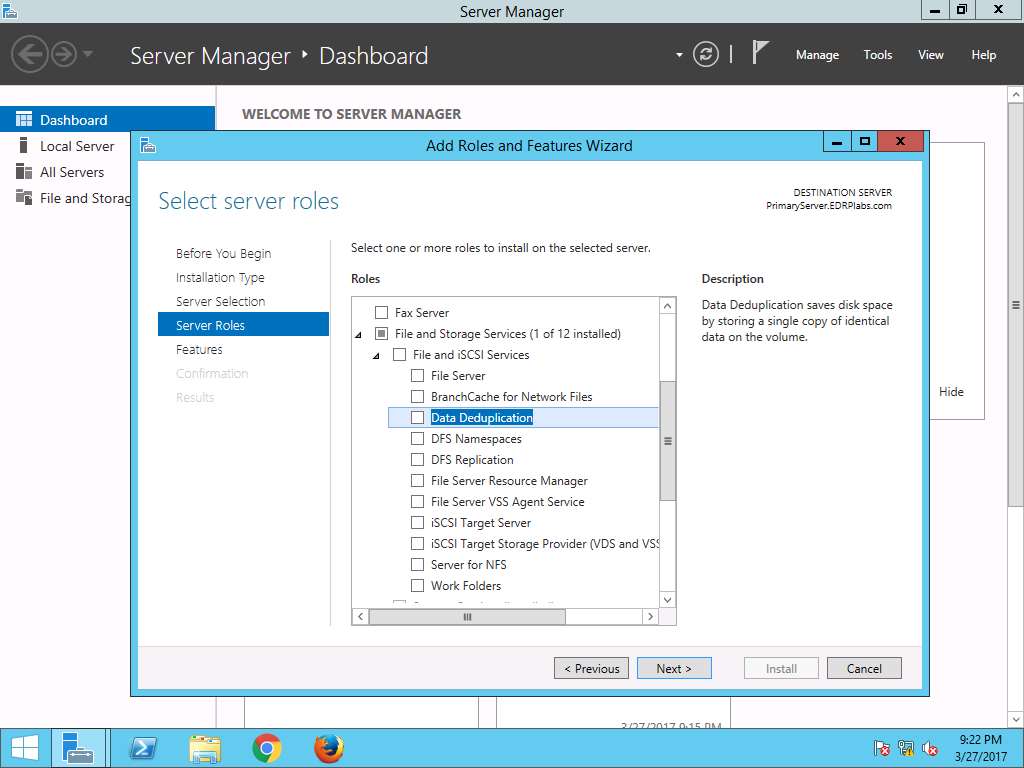 Server Manager
Server Manager
Dashboard
Manage
Tools
View
Help
Dashboard
Local Server
All Servers
File and Storag
WELCOME TO SERVER MANAGER
Add Roles and Features Wizard
Select server roles
DESTINATION SERVER
PrimaryServer.EDRPlabs.com
Before You Begin
Installation Type
Server Selection
Server Roles
Features
Confirmation
Results
Select one or more roles to install on the selected server.
Roles
Fax Server
File and Storage Services (1 of 12 installed)
File and iSCSI Services
File Server
BranchCache for Network Files
Data Deduplication
DFS Namespaces
DFS Replication
File Server Resource Manager
File Server VSS Agent Service
iSCSI Target Server
iSCSI Target Storage Provider (VDS and VSS
Server for NFS
Work Folders
Description
Data Deduplication saves disk space
by storing a single copy of identical
data on the volume.
Hide
< Previous
Next >
Install
Cancel
3/27/2017 9:15 PM
9:22 PM
3/27/2017